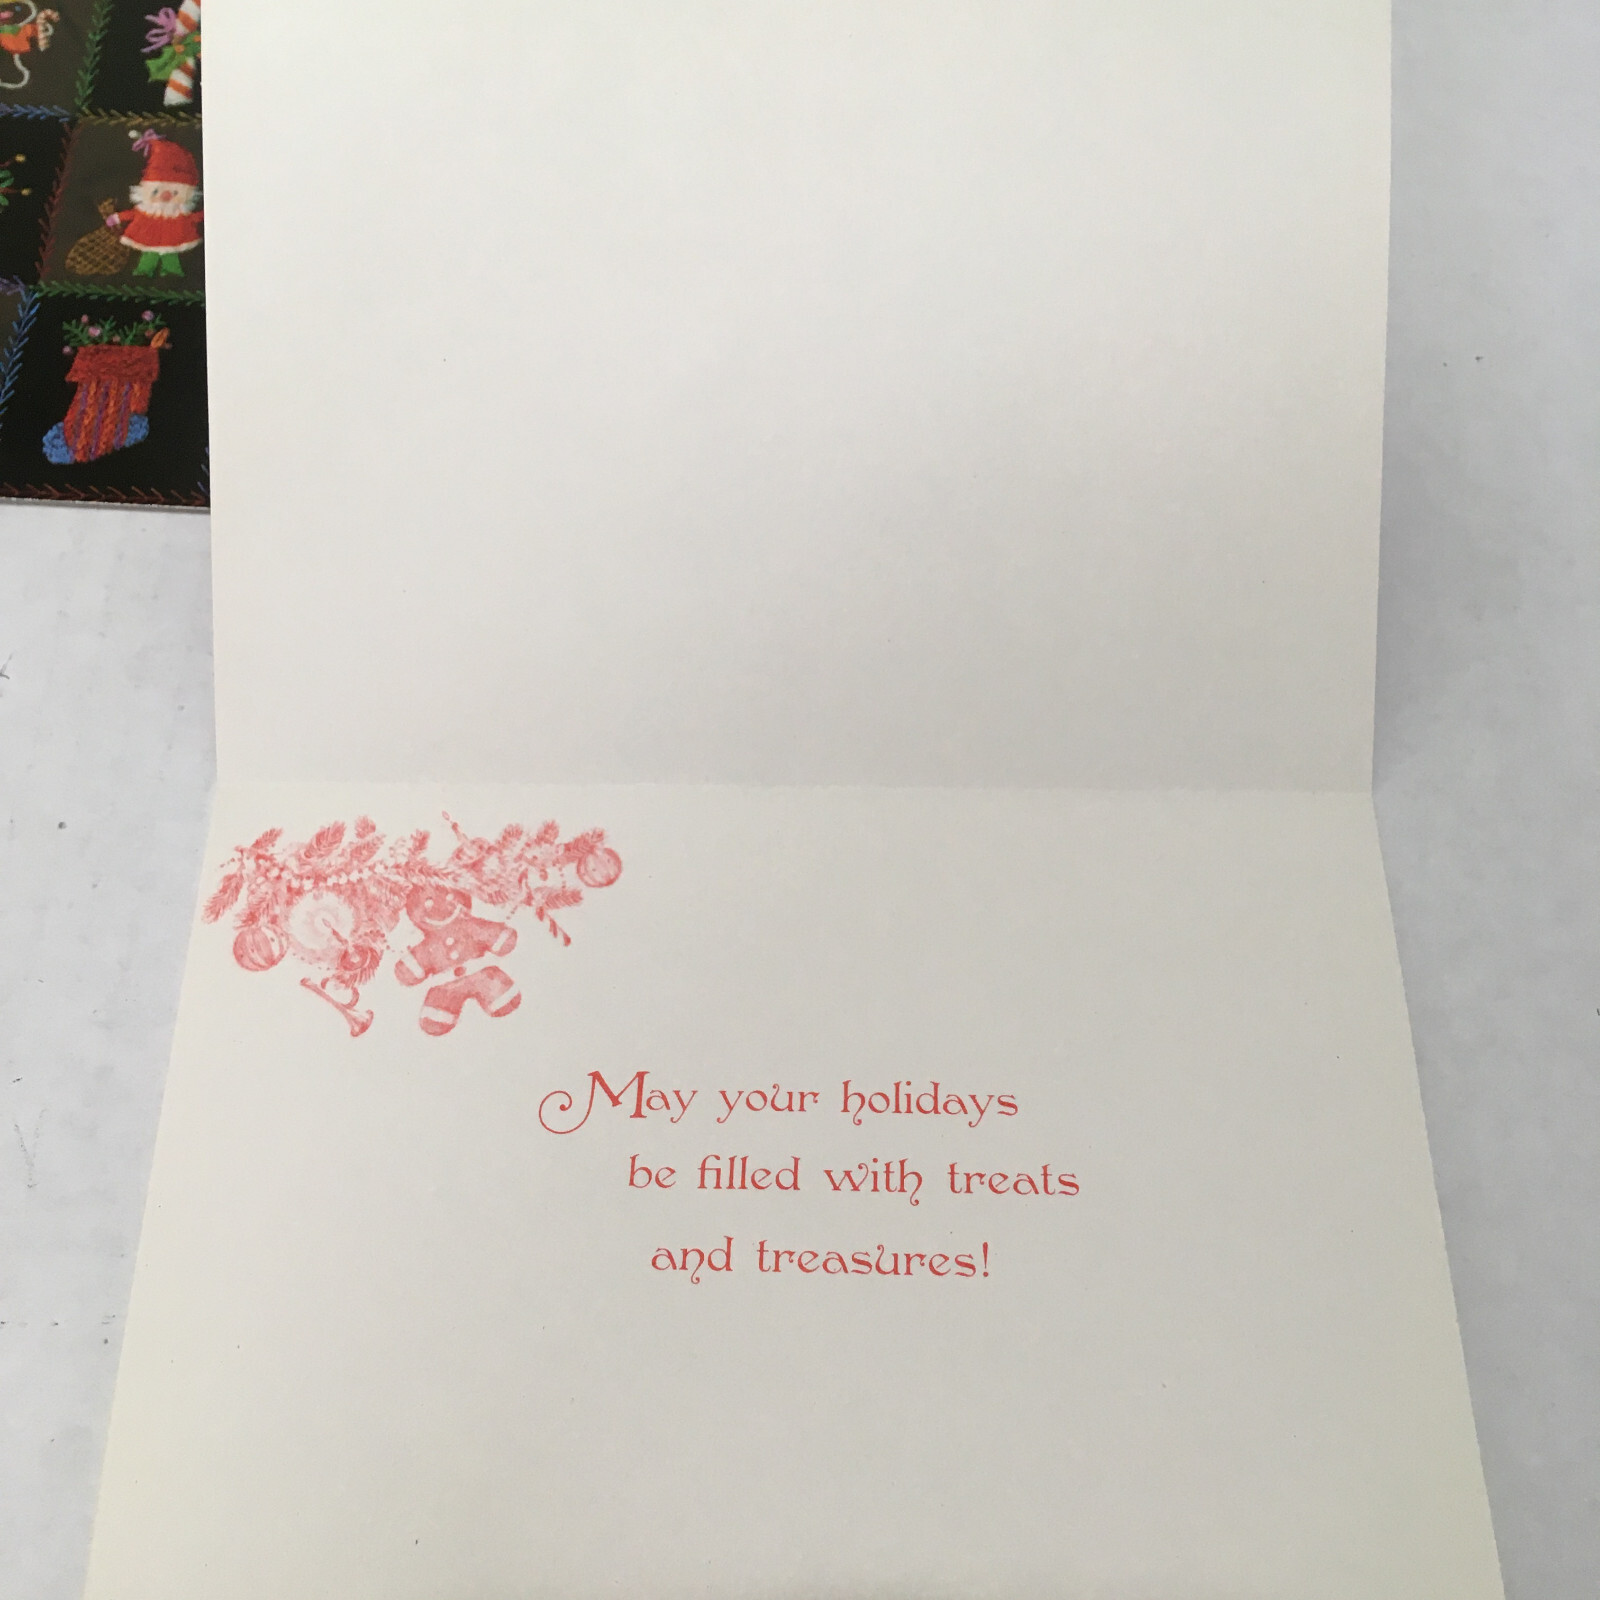 May your holidays
be filled with treats
and treasures!